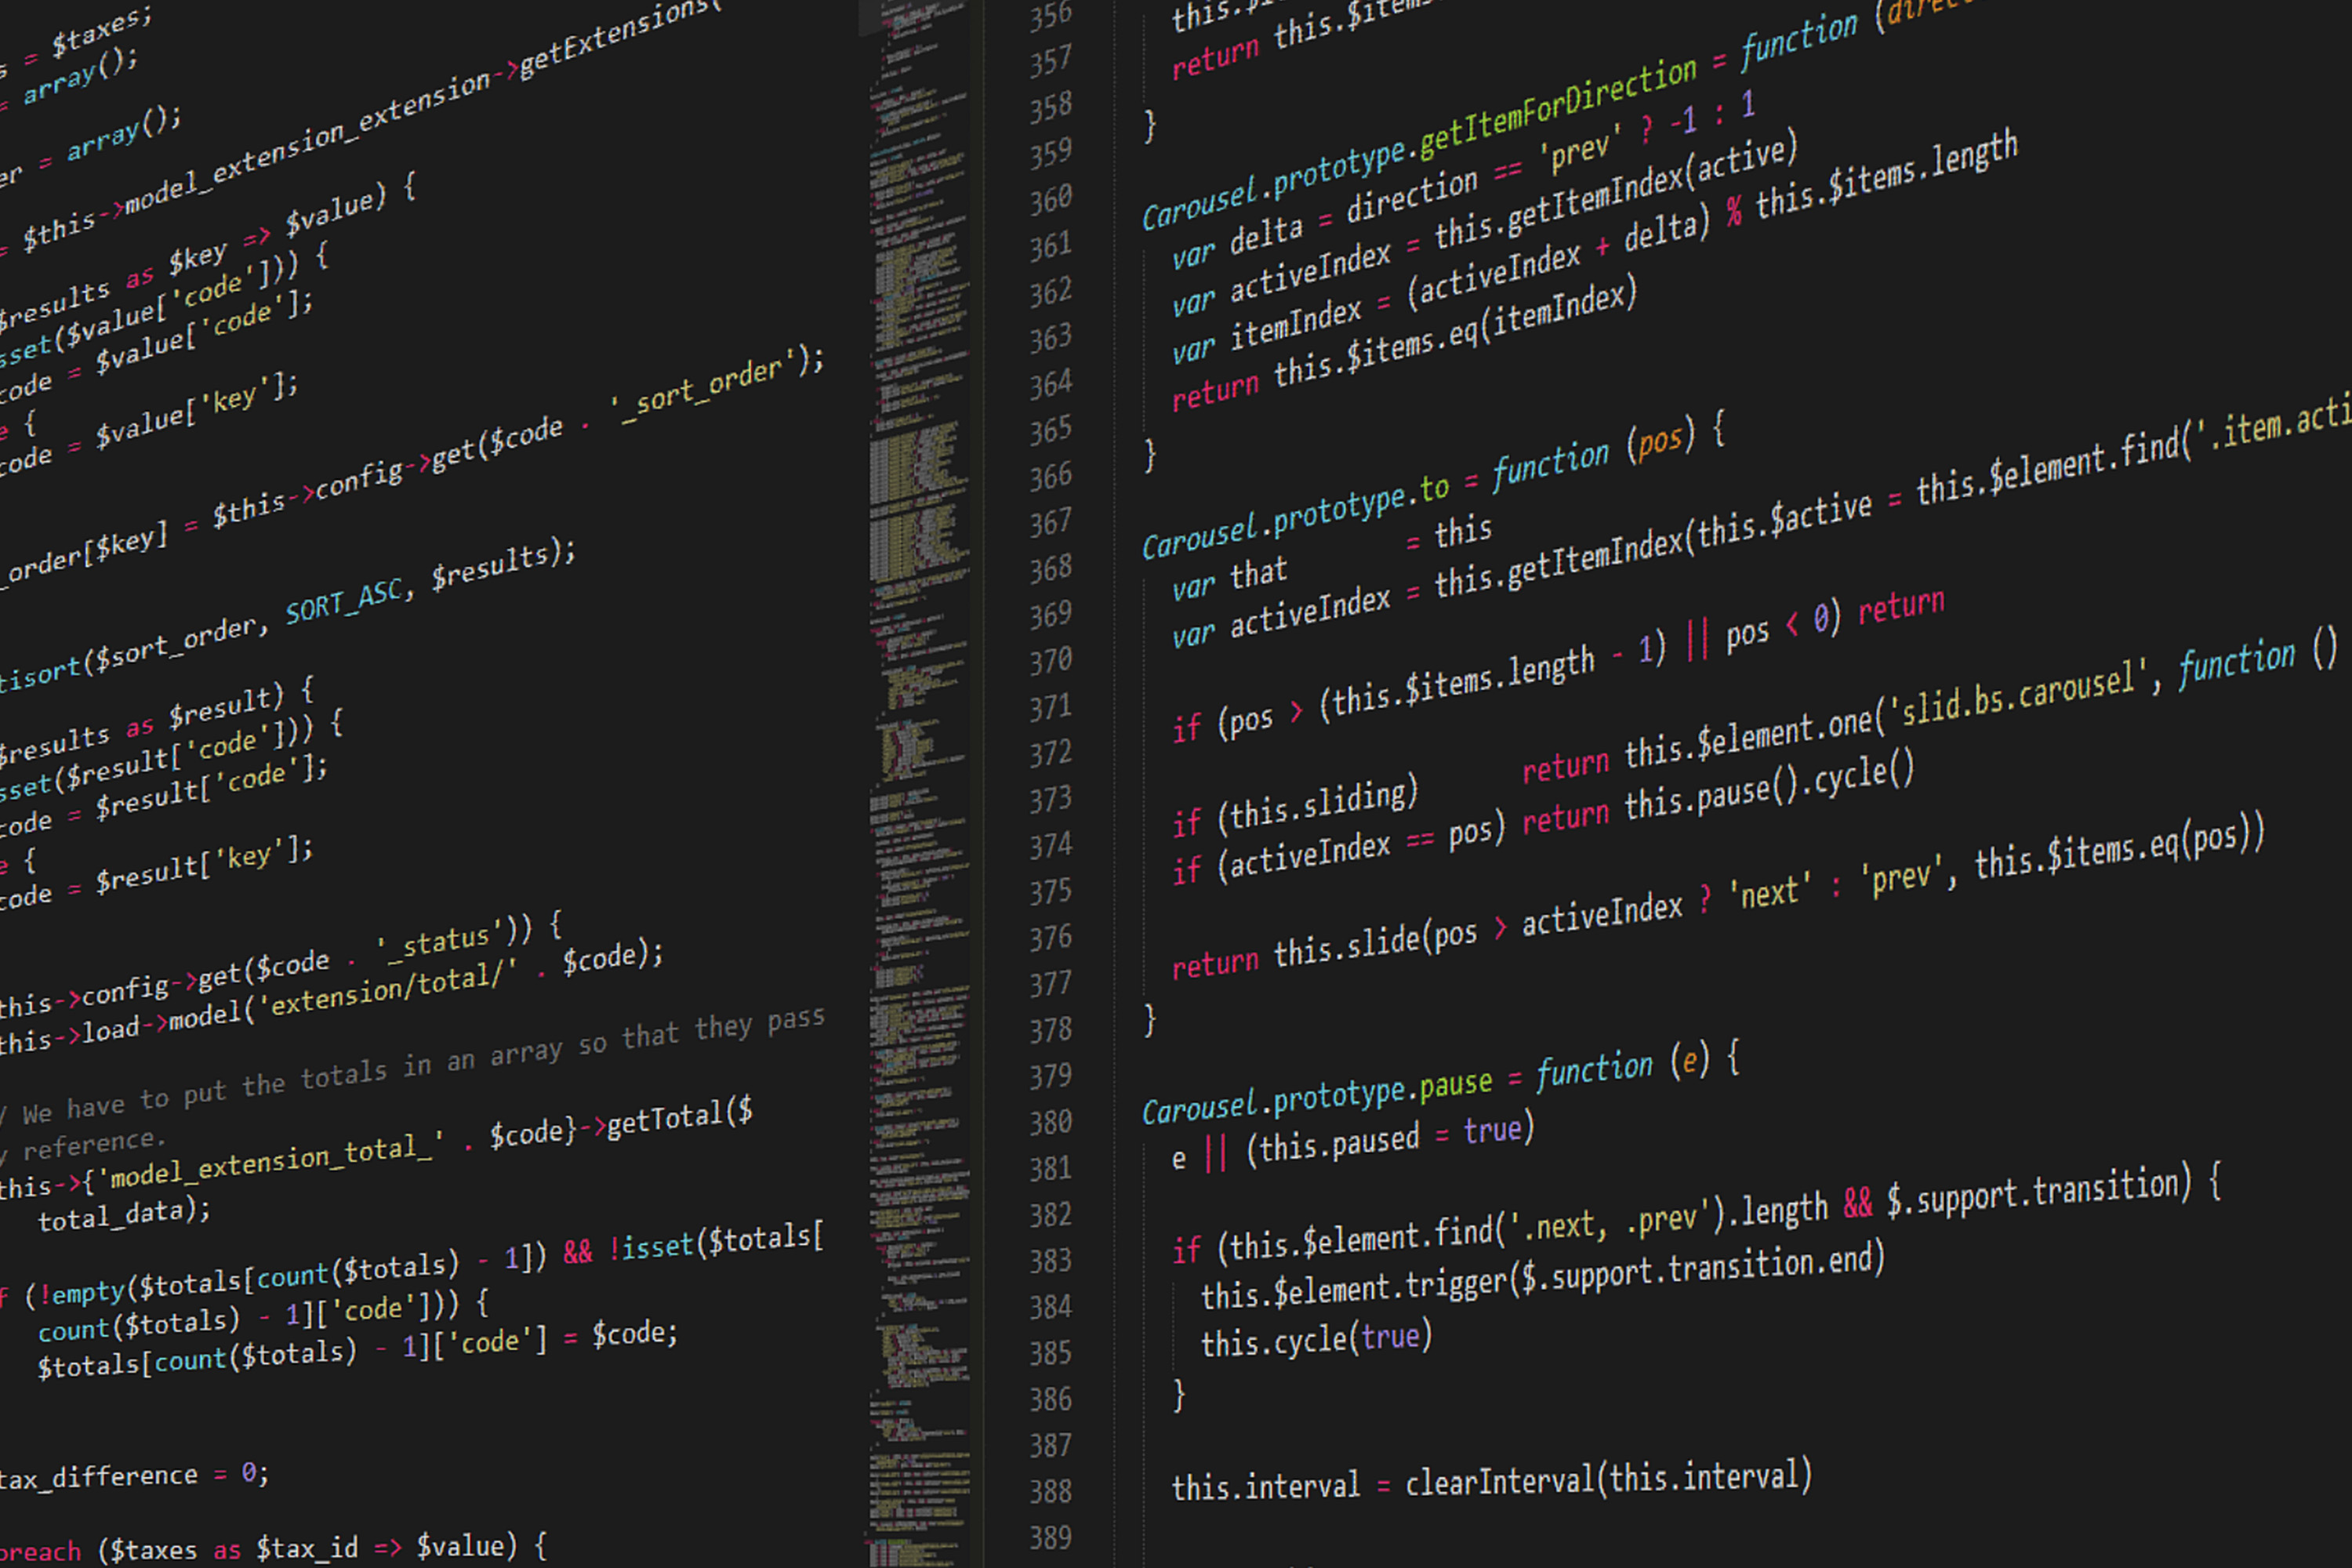 s = $taxes;
= array();
er = array();
= $this->model_extension_extension->getExtensions(
$results as $key => $value) {
sset($value['code'])) {
code = $value['code'];
e {
code = $value['key'];
_order[$key] = $this->config->get($code . '_sort_order');
tisort($sort_order, SORT_ASC, $results);
$results as $result) {
sset($result['code'])) {
code = $result['code'];
e {
code = $result['key'];
this->config->get($code . '_status')) {
this->load->model('extension/total/' . $code);
/ We have to put the totals in an array so that they pass
y reference.
this->{'model_extension_total_' . $code}->getTotal($
total_data);
f (!empty($totals[count($totals) - 1]) && !isset($totals[
count($totals) - 1]['code'])) {
$totals[count($totals) - 1]['code'] = $code;
tax_difference = 0;
oreach ($taxes as $tax_id => $value) {
356
357 return this.$item
358 }
359
360 Carousel.prototype.getItemForDirection = function (direc
361 var delta = direction == 'prev' ? -1 : 1
362 var activeIndex = this.getItemIndex(active)
363 var itemIndex = (activeIndex + delta) % this.$items.length
364 return this.$items.eq(itemIndex)
365 }
366
367 Carousel.prototype.to = function (pos) {
368 var that = this
369 var activeIndex = this.getItemIndex(this.$active = this.$element.find('.item.acti
370
371 if (pos > (this.$items.length - 1) || pos < 0) return
372
373 if (this.sliding) return this.$element.one('slid.bs.carousel', function ()
374 if (activeIndex == pos) return this.pause().cycle()
375
376 return this.slide(pos > activeIndex ? 'next' : 'prev', this.$items.eq(pos))
377
378 }
379
380 Carousel.prototype.pause = function (e) {
381 e || (this.paused = true)
382
383 if (this.$element.find('.next, .prev').length && $.support.transition) {
384 this.$element.trigger($.support.transition.end)
385 this.cycle(true)
386 }
387
388 this.interval = clearInterval(this.interval)
389